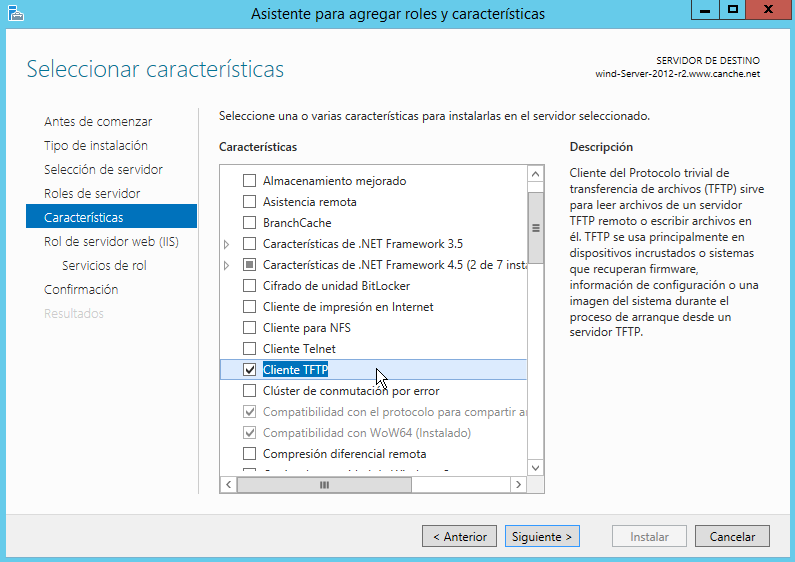 Asistente para agregar roles y características
Seleccionar características
SERVIDOR DE DESTINO
wind-Server-2012-r2.www.canche.net
Antes de comenzar
Tipo de instalación
Selección de servidor
Roles de servidor
Características
Rol de servidor web (IIS)
Servicios de rol
Confirmación
Resultados
Seleccione una o varias características para instalarlas en el servidor seleccionado.
Características
Almacenamiento mejorado
Asistencia remota
BranchCache
Características de .NET Framework 3.5
Características de .NET Framework 4.5 (2 de 7 insta
Cifrado de unidad BitLocker
Cliente de impresión en Internet
Cliente para NFS
Cliente Telnet
Cliente TFTP
Clúster de conmutación por error
Compatibilidad con el protocolo para compartir a
Compatibilidad con WoW64 (Instalado)
Compresión diferencial remota
Descripción
Cliente del Protocolo trivial de
transferencia de archivos (TFTP) sirve
para leer archivos de un servidor
TFTP remoto o escribir archivos en
él. TFTP se usa principalmente en
dispositivos incrustados o sistemas
que recuperan firmware,
información de configuración o una
imagen del sistema durante el
proceso de arranque desde un
servidor TFTP.
< Anterior
Siguiente >
Instalar
Cancelar